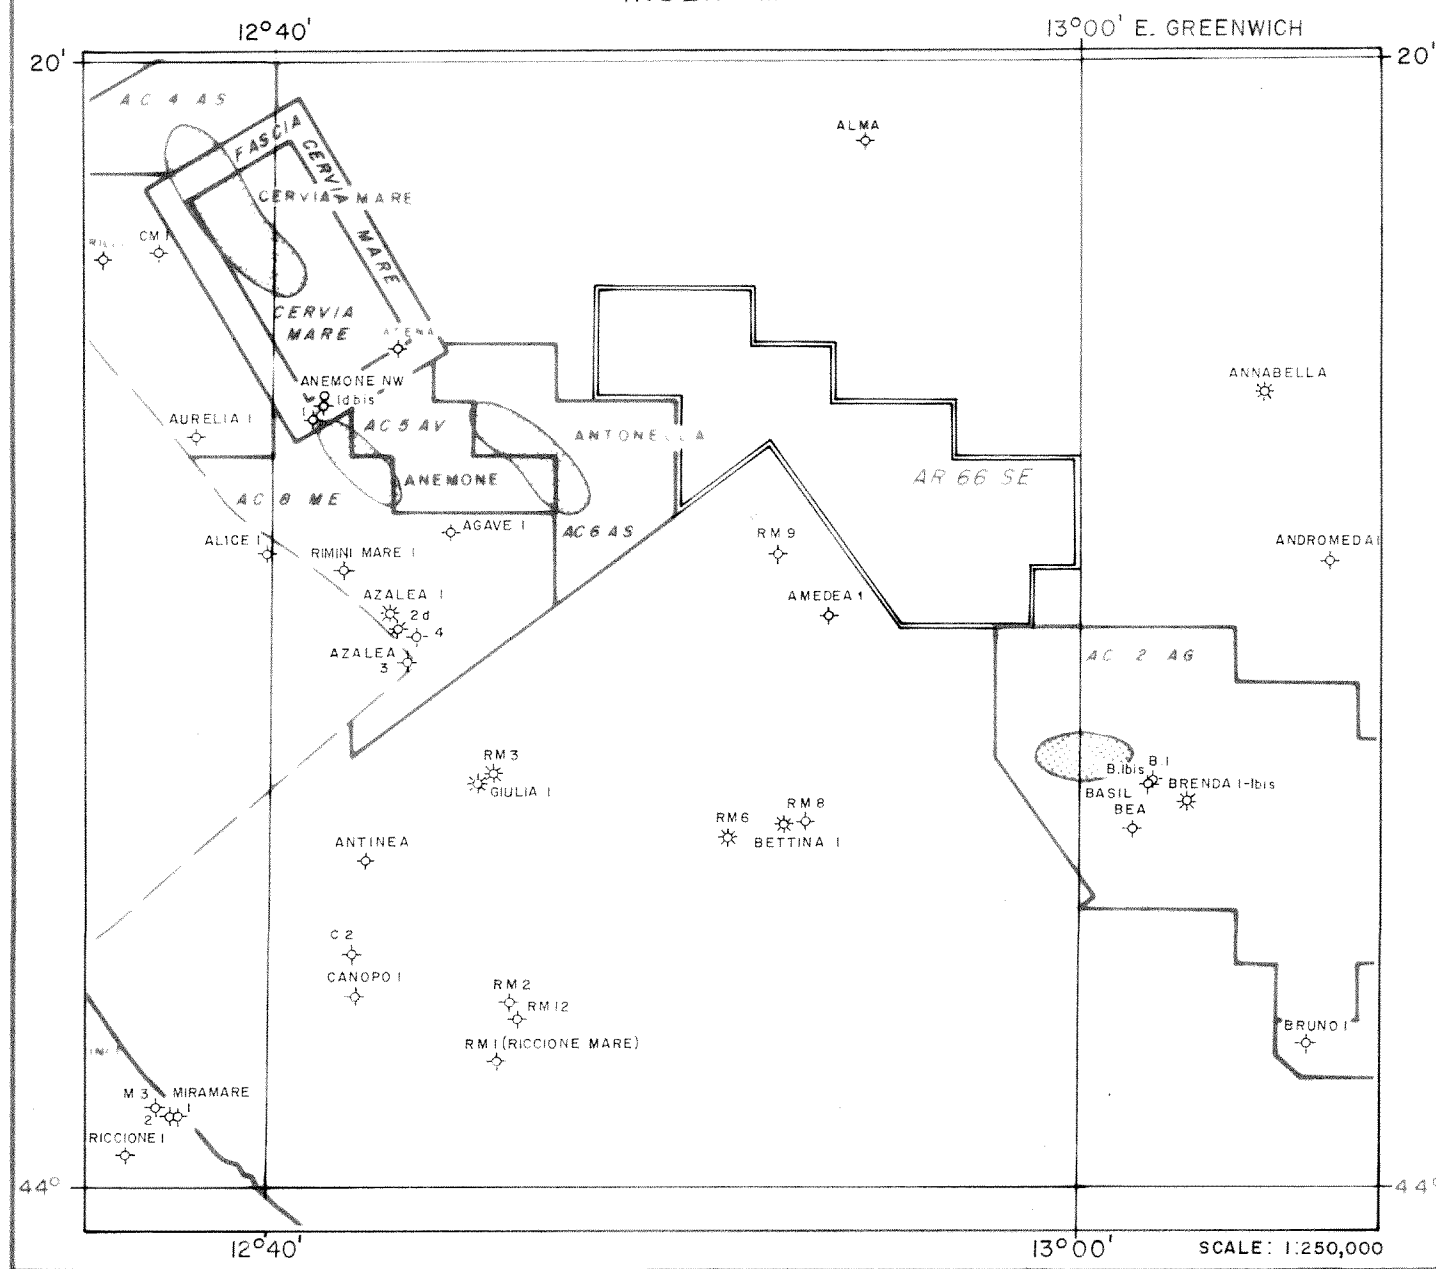 12°40'
13°00' E. GREENWICH
20'
20'
AC 4 AS
ALMA
FASCIA
CERVIA
MARE
CERVIA MARE
CM 1
CERVIA
MARE
ANEMONE NW
1dbis
1
ANNABELLA
AURELIA 1
AC 5 AV
ANTONELLA
AR 66 SE
ANEMONE
AC 8 ME
AGAVE 1
AC 6 AS
ALICE 1
RIMINI MARE 1
RM 9
ANDROMEDA 1
AZALEA 1
2d
4
AMEDEA 1
AZALEA
3
AC 2 AG
RM 3
GIULIA 1
B.1
B.1bis
BRENDA 1-1bis
BASIL
BEA
RM 8
RM6
BETTINA 1
ANTINEA
C 2
CANOPO 1
RM 2
RM 12
RM 1 (RICCIONE MARE)
BRUNO 1
M 3
MIRAMARE
2
1
RICCIONE 1
44°
44°
12°40'
13°00'
SCALE: 1:250,000